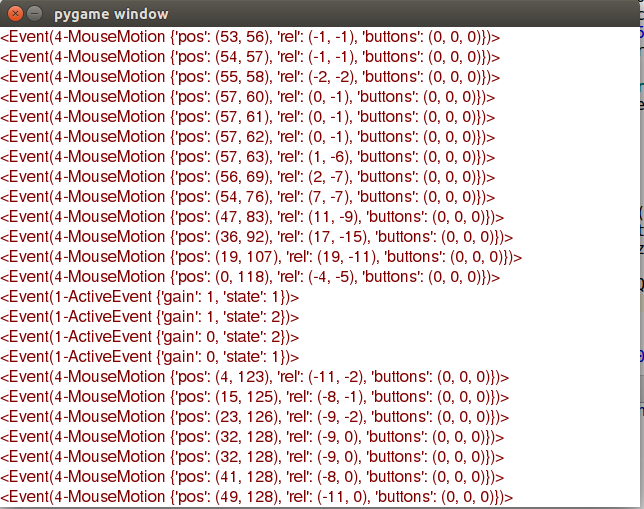 pygame window
<Event(4-MouseMotion {'pos': (53, 56), 'rel': (-1, -1), 'buttons': (0, 0, 0)})>
<Event(4-MouseMotion {'pos': (54, 57), 'rel': (-1, -1), 'buttons': (0, 0, 0)})>
<Event(4-MouseMotion {'pos': (55, 58), 'rel': (-2, -2), 'buttons': (0, 0, 0)})>
<Event(4-MouseMotion {'pos': (57, 60), 'rel': (0, -1), 'buttons': (0, 0, 0)})>
<Event(4-MouseMotion {'pos': (57, 61), 'rel': (0, -1), 'buttons': (0, 0, 0)})>
<Event(4-MouseMotion {'pos': (57, 62), 'rel': (0, -1), 'buttons': (0, 0, 0)})>
<Event(4-MouseMotion {'pos': (57, 63), 'rel': (1, -6), 'buttons': (0, 0, 0)})>
<Event(4-MouseMotion {'pos': (56, 69), 'rel': (2, -7), 'buttons': (0, 0, 0)})>
<Event(4-MouseMotion {'pos': (54, 76), 'rel': (7, -7), 'buttons': (0, 0, 0)})>
<Event(4-MouseMotion {'pos': (47, 83), 'rel': (11, -9), 'buttons': (0, 0, 0)})>
<Event(4-MouseMotion {'pos': (36, 92), 'rel': (17, -15), 'buttons': (0, 0, 0)})>
<Event(4-MouseMotion {'pos': (19, 107), 'rel': (19, -11), 'buttons': (0, 0, 0)})>
<Event(4-MouseMotion {'pos': (0, 118), 'rel': (-4, -5), 'buttons': (0, 0, 0)})>
<Event(1-ActiveEvent {'gain': 1, 'state': 1})>
<Event(1-ActiveEvent {'gain': 1, 'state': 2})>
<Event(1-ActiveEvent {'gain': 0, 'state': 2})>
<Event(1-ActiveEvent {'gain': 0, 'state': 1})>
<Event(4-MouseMotion {'pos': (4, 123), 'rel': (-11, -2), 'buttons': (0, 0, 0)})>
<Event(4-MouseMotion {'pos': (15, 125), 'rel': (-8, -1), 'buttons': (0, 0, 0)})>
<Event(4-MouseMotion {'pos': (23, 126), 'rel': (-9, -2), 'buttons': (0, 0, 0)})>
<Event(4-MouseMotion {'pos': (32, 128), 'rel': (-9, 0), 'buttons': (0, 0, 0)})>
<Event(4-MouseMotion {'pos': (32, 128), 'rel': (-9, 0), 'buttons': (0, 0, 0)})>
<Event(4-MouseMotion {'pos': (41, 128), 'rel': (-8, 0), 'buttons': (0, 0, 0)})>
<Event(4-MouseMotion {'pos': (49, 128), 'rel': (-11, 0), 'buttons': (0, 0, 0)})>